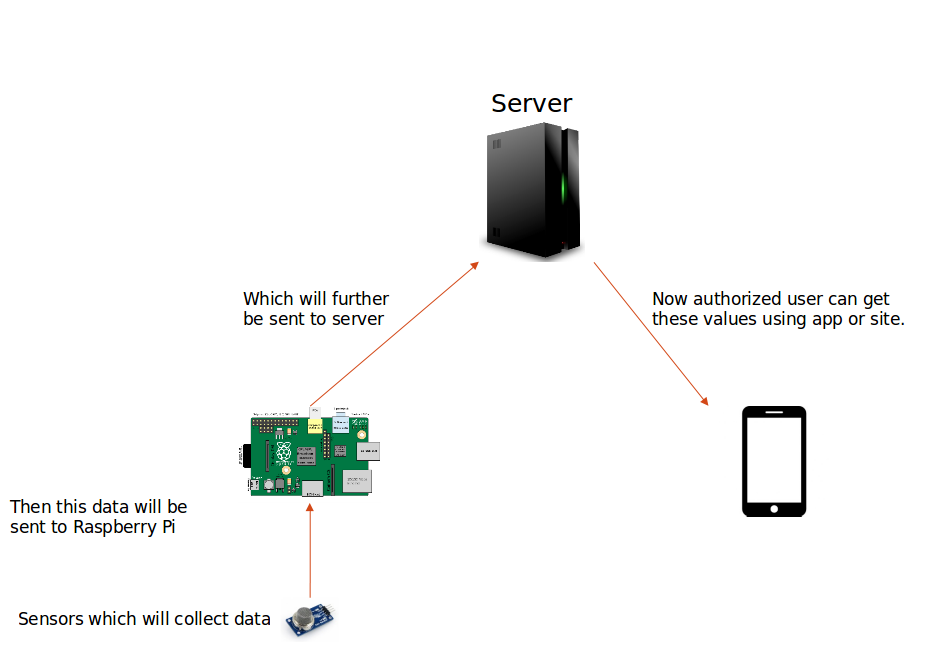 Server
Which will further
be sent to server
Now authorized user can get
these values using app or site.
Then this data will be
sent to Raspberry Pi
Sensors which will collect data